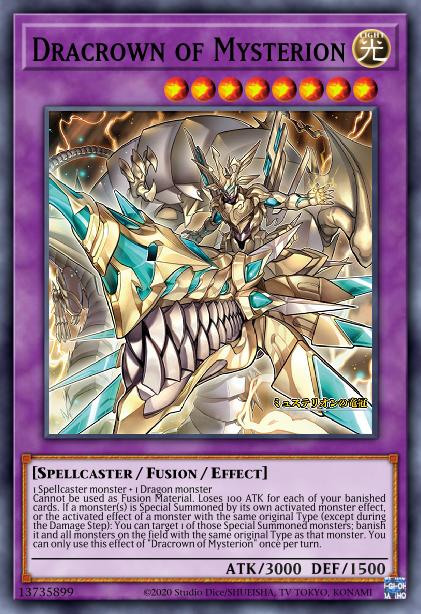 DRACROWN OF MYSTERION
LIGHT
光
ミュステリオンの竜冠
[SPELLCASTER / FUSION / EFFECT]
1 Spellcaster monster + 1 Dragon monster
Cannot be used as Fusion Material. Loses 100 ATK for each of your banished
cards. If a monster(s) is Special Summoned by its own activated monster effect,
or the activated effect of a monster with the same original Type (except during
the Damage Step): You can target 1 of those Special Summoned monsters; banish
it and all monsters on the field with the same original Type as that monster. You
can only use this effect of "Dracrown of Mysterion" once per turn.
ATK/3000 DEF/1500
13735899
©2020 Studio Dice/SHUEISHA, TV TOKYO, KONAMI